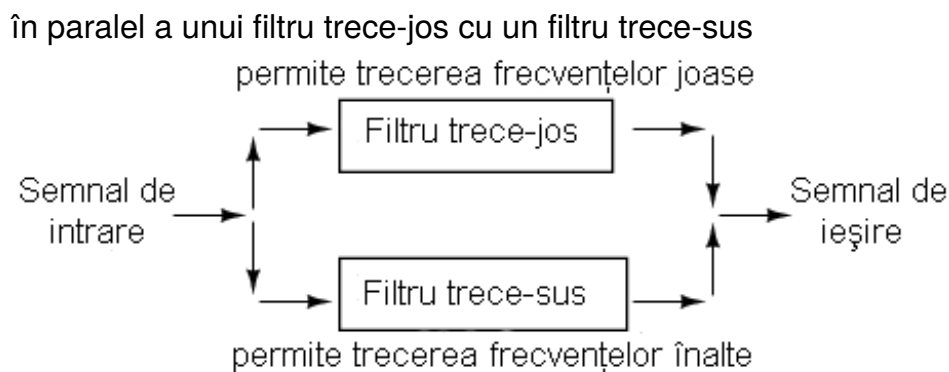 în paralel a unui filtru trece-jos cu un filtru trece-sus
permite trecerea frecvențelor joase
Filtru trece-jos
Semnal de
intrare
Semnal de
ieşire
Filtru trece-sus
permite trecerea frecvențelor înalte